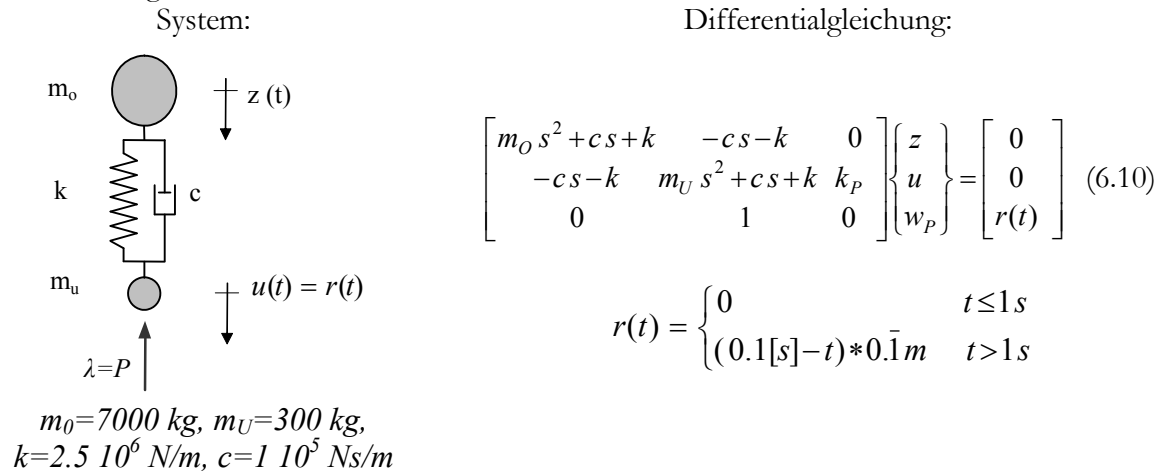 System:
Differentialgleichung:
m_o
z (t)
k
c
m_u
u(t) = r(t)
λ=P
m_0=7000 kg, m_U=300 kg,
k=2.5 10^6 N/m, c=1 10^5 Ns/m
[m_O s^2 + c s + k   -c s - k   0] {z} = [0]
[-c s - k   m_U s^2 + c s + k   k_P] {u} = [0] (6.10)
[0   1   0] {w_P} = [r(t)]
r(t) = { 0   t ≤ 1 s
(0.1[s] - t) * 0.1̄ m   t > 1 s